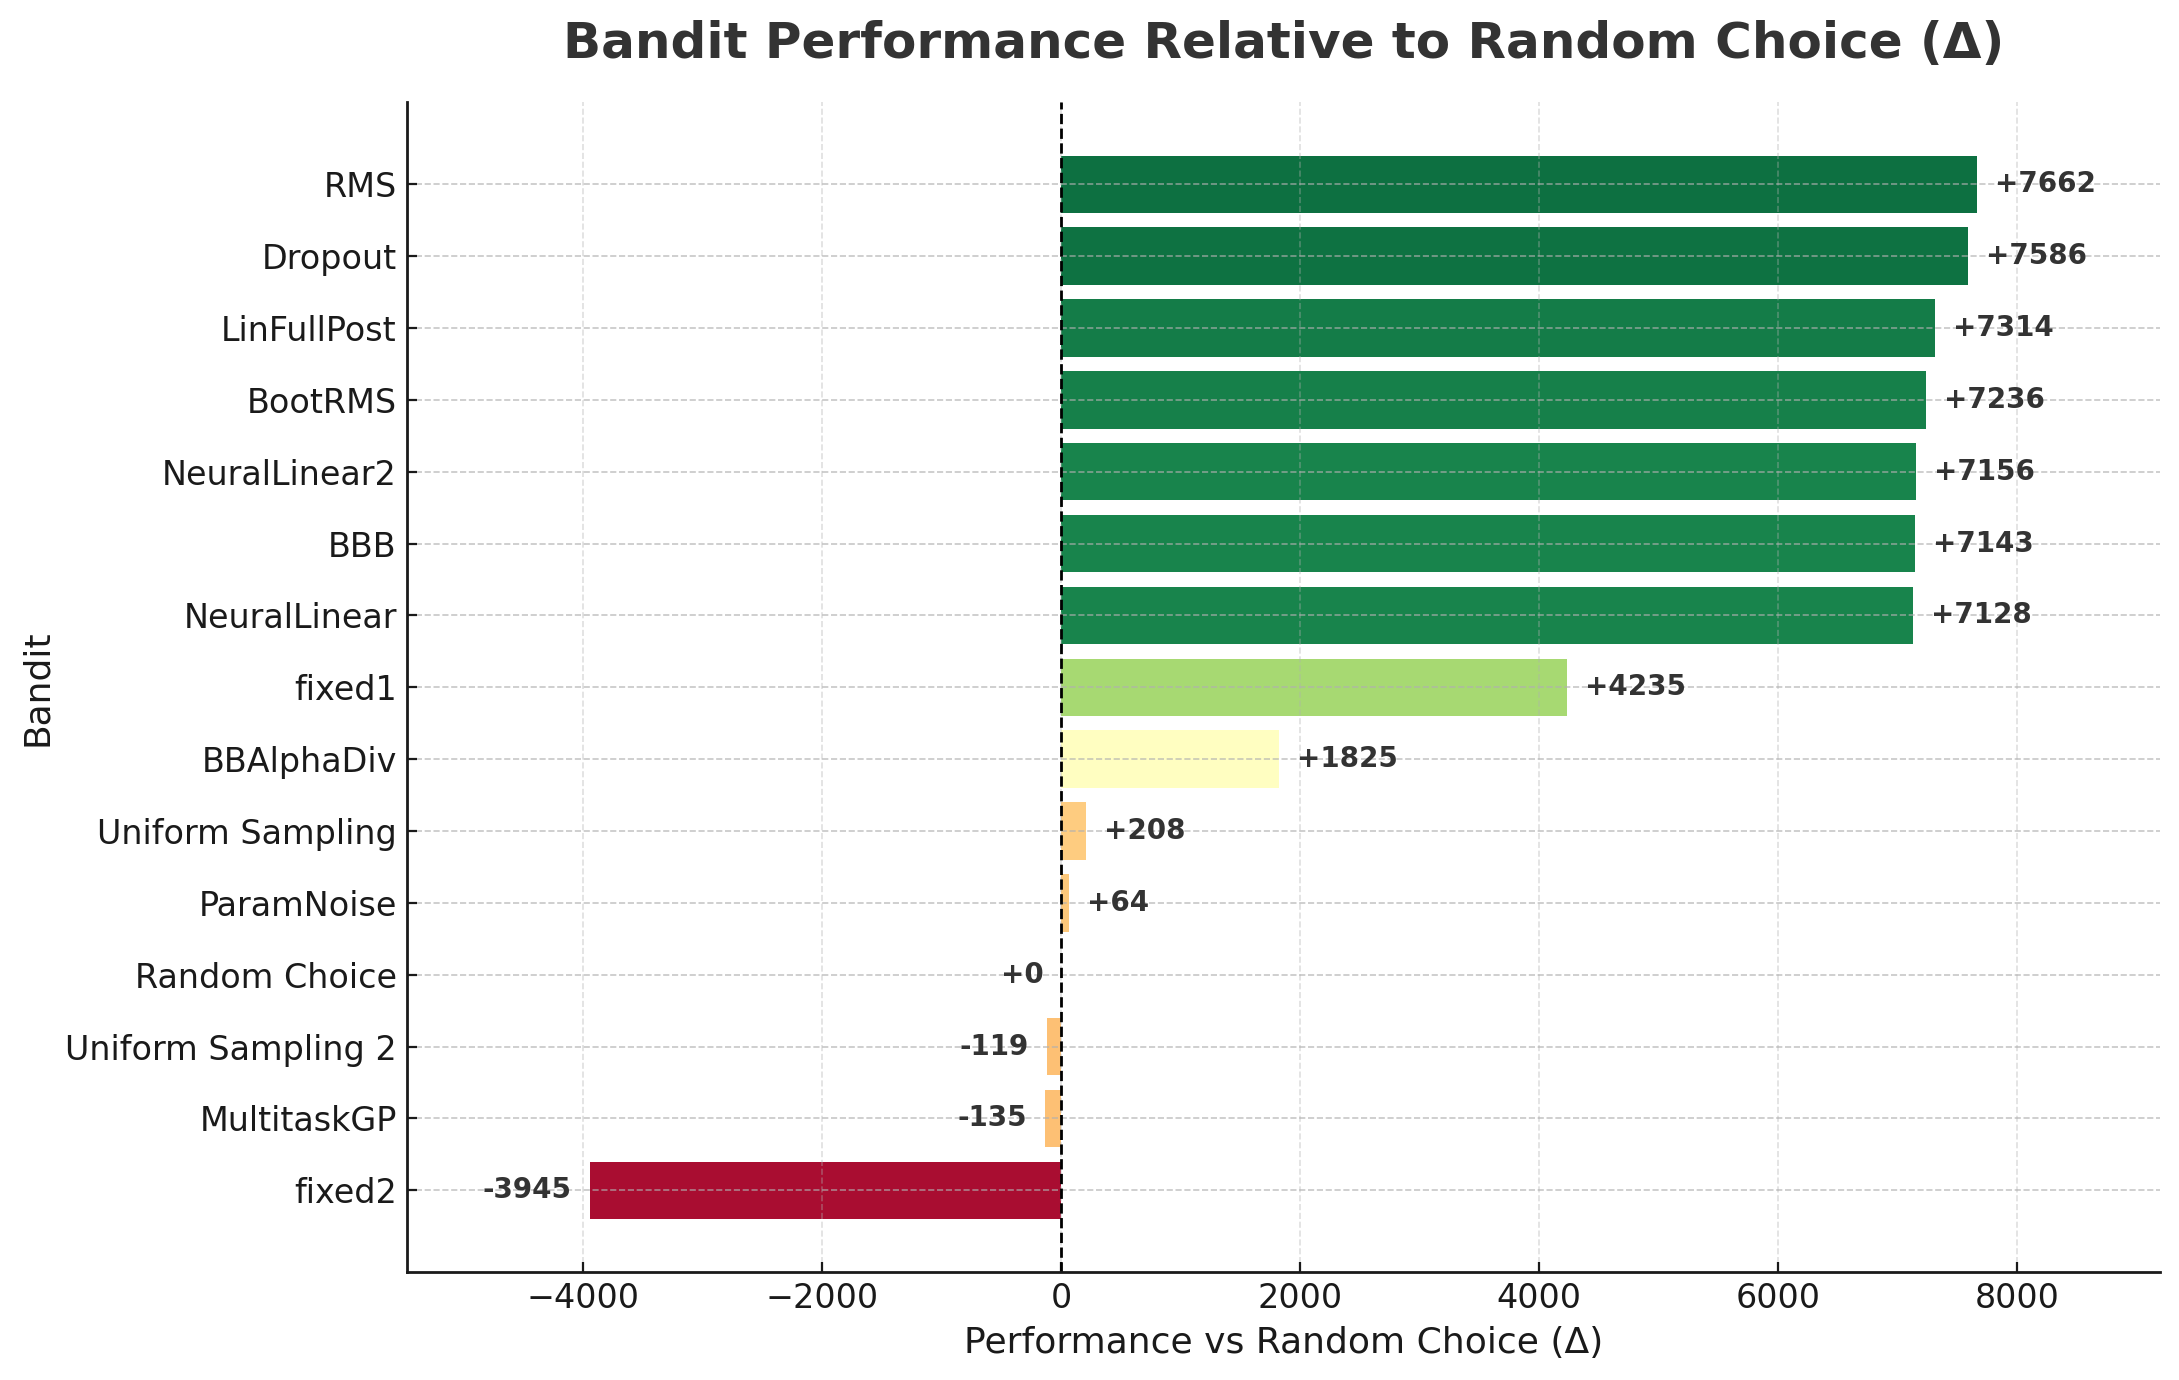 Bandit Performance Relative to Random Choice (Δ)
RMS +7662
Dropout +7586
LinFullPost +7314
BootRMS +7236
NeuralLinear2 +7156
BBB +7143
NeuralLinear +7128
fixed1 +4235
BBAlphaDiv +1825
Uniform Sampling +208
ParamNoise +64
Random Choice +0
Uniform Sampling 2 -119
MultitaskGP -135
fixed2 -3945
Bandit
−4000 −2000 0 2000 4000 6000 8000
Performance vs Random Choice (Δ)